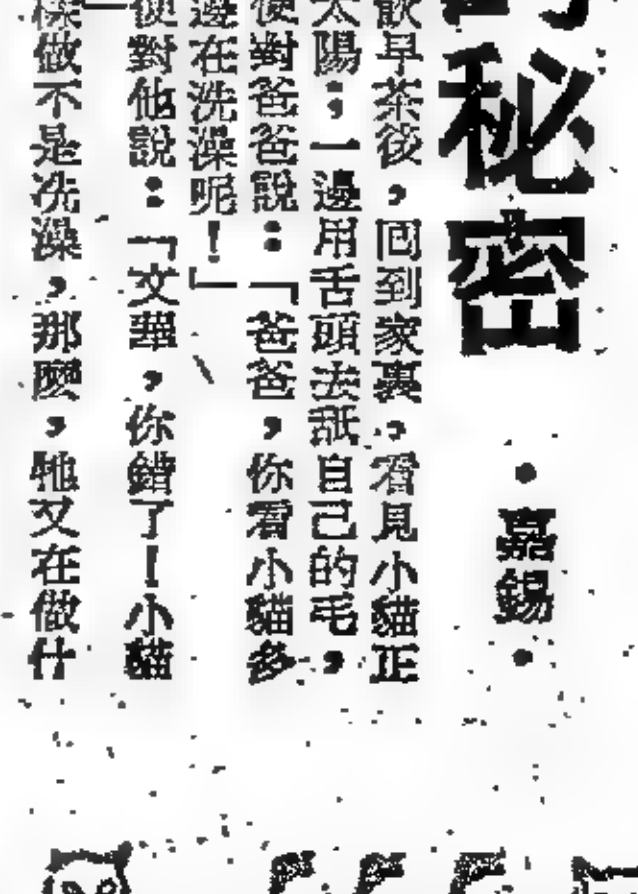 秘密
•嘉錫•
飲早茶後，回到家裏，看見小貓正
太陽；一邊用舌頭去舐自己的毛，
便對爸爸說：「爸爸，你看小貓多
邊在洗澡呢！」
便對他說：「文華，你錯了！小貓
樣做不是洗澡，那麼，牠又在做什